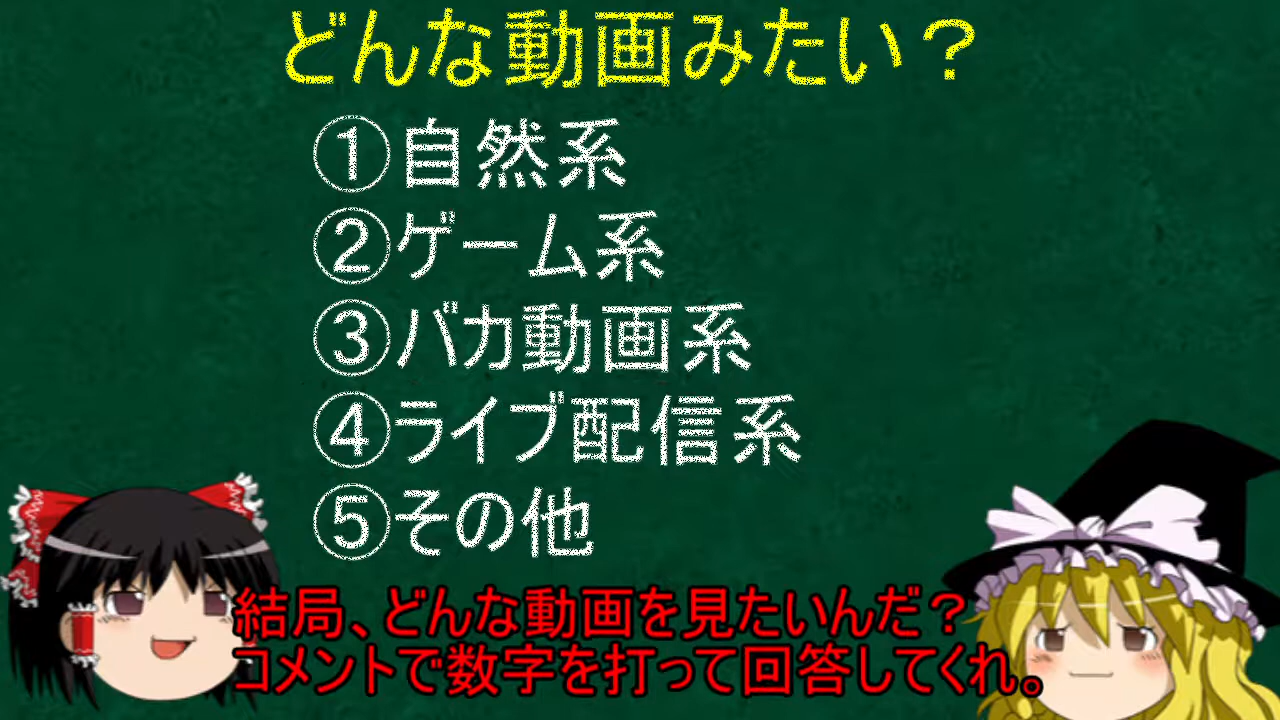 どんな動画みたい？
①自然系
②ゲーム系
③バカ動画系
④ライブ配信系
⑤その他
結局、どんな動画を見たいんだ？
コメントで数字を打って回答してくれ。